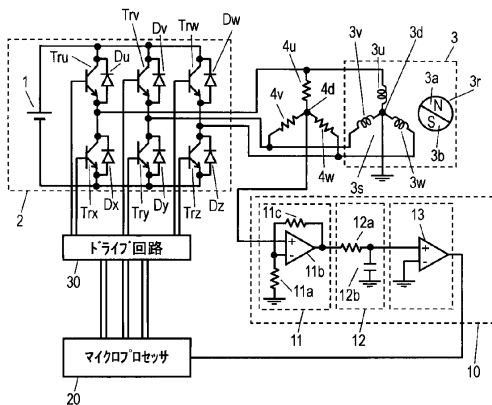 Trv Trw
Tru Dv Dw
Du
1
Dx Dy Dz
Trx Try Trz
2
4u 3v 3u 3d 3
3a 3r
4v 4d
N
S
3b
4w 3s 3w
ドライブ回路
30
マイクロプロセッサ
20
11c 12a 13
+
-
11b
11a 12b
+
-
11 12
10